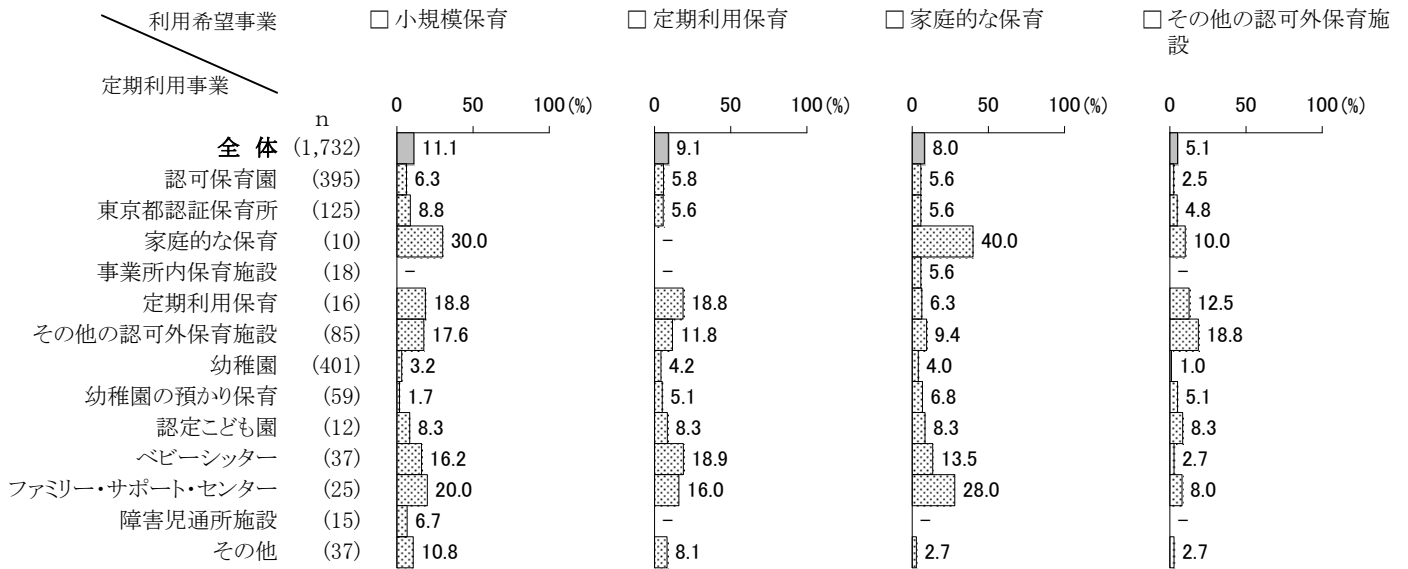 利用希望事業 □ 小規模保育 □ 定期利用保育 □ 家庭的な保育 □ その他の認可外保育施
設
定期利用事業
0 50 100(%) 0 50 100(%) 0 50 100(%) 0 50 100(%)
n
全 体 (1,732) 11.1 9.1 8.0 5.1
認可保育園 (395) 6.3 5.8 5.6 2.5
東京都認証保育所 (125) 8.8 5.6 5.6 4.8
家庭的な保育 (10) 30.0 − 40.0 10.0
事業所内保育施設 (18) − − 5.6 −
定期利用保育 (16) 18.8 18.8 6.3 12.5
その他の認可外保育施設 (85) 17.6 11.8 9.4 18.8
幼稚園 (401) 3.2 4.2 4.0 1.0
幼稚園の預かり保育 (59) 1.7 5.1 6.8 5.1
認定こども園 (12) 8.3 8.3 8.3 8.3
ベビーシッター (37) 16.2 18.9 13.5 2.7
ファミリー・サポート・センター (25) 20.0 16.0 28.0 8.0
障害児通所施設 (15) 6.7 − − −
その他 (37) 10.8 8.1 2.7 2.7